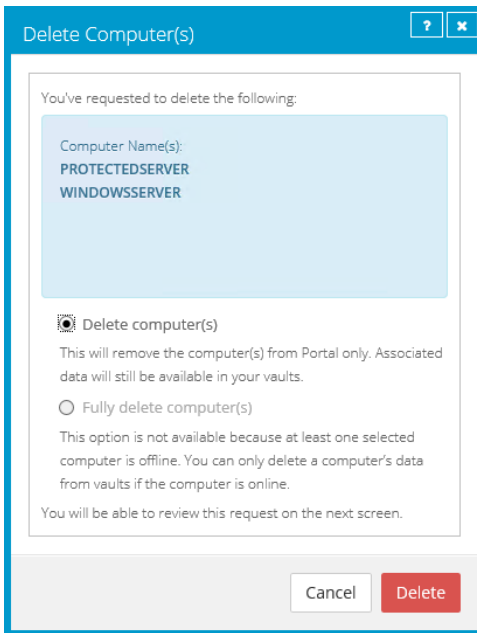 Delete Computer(s)
?
×
You've requested to delete the following:
Computer Name(s):
PROTECTEDSERVER
WINDOWSSERVER
Delete computer(s)
This will remove the computer(s) from Portal only. Associated
data will still be available in your vaults.
Fully delete computer(s)
This option is not available because at least one selected
computer is offline. You can only delete a computer's data
from vaults if the computer is online.
You will be able to review this request on the next screen.
Cancel
Delete